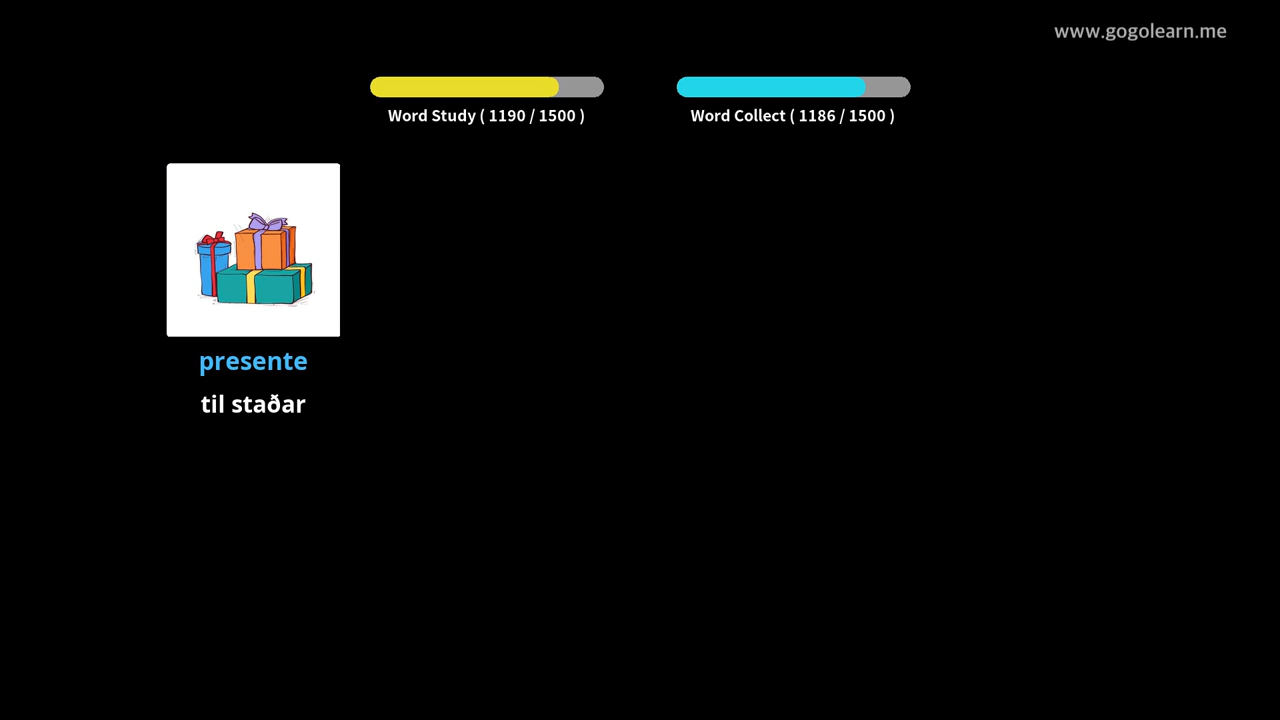 www.gogolearn.me
Word Study ( 1190 / 1500 )
Word Collect ( 1186 / 1500 )
presente
til staðar